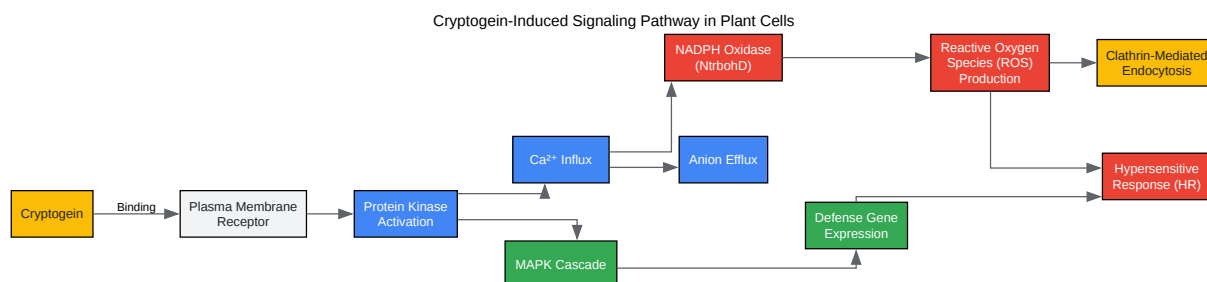 Cryptogein-Induced Signaling Pathway in Plant Cells
NADPH Oxidase
(NtrbohD)
Reactive Oxygen
Species (ROS)
Production
Clathrin-Mediated
Endocytosis
Ca²⁺ Influx
Anion Efflux
Hypersensitive
Response (HR)
Cryptogein
Binding
Plasma Membrane
Receptor
Protein Kinase
Activation
Defense Gene
Expression
MAPK Cascade